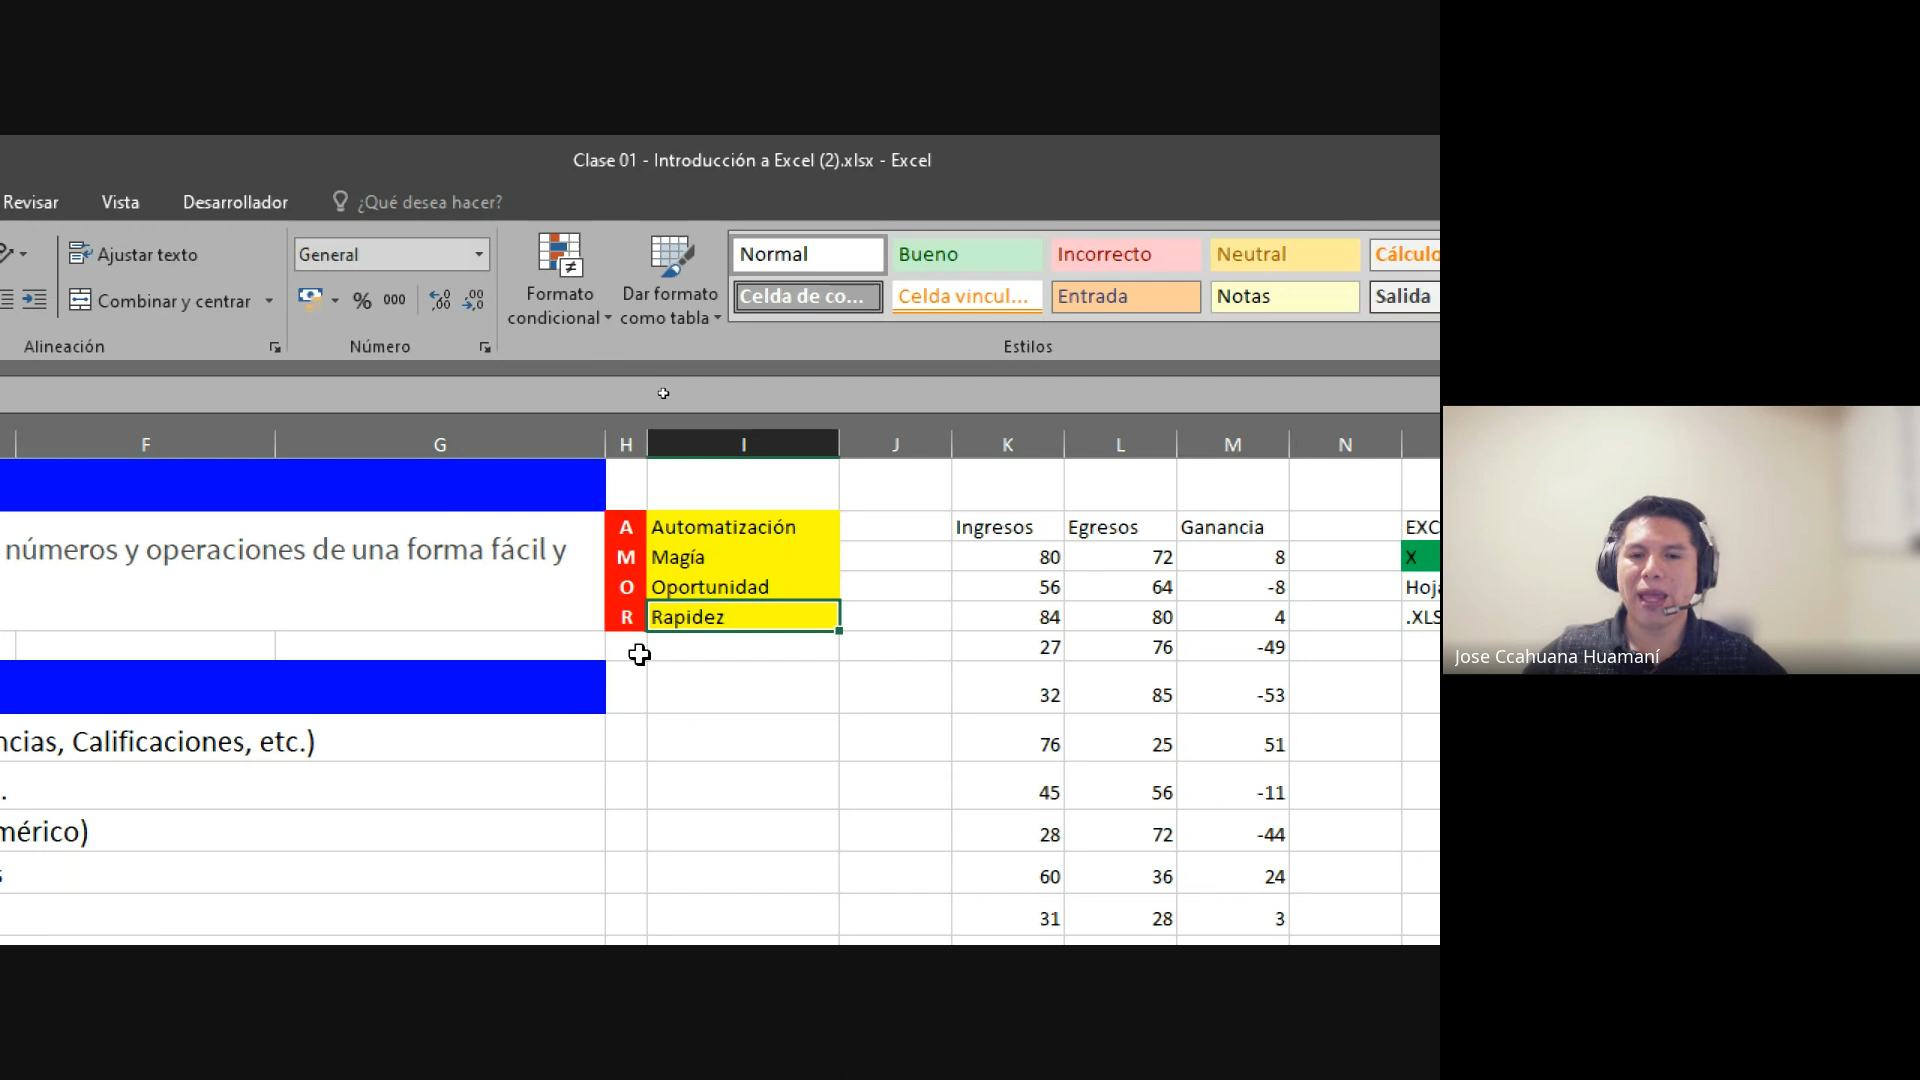 Clase 01 - Introducción a Excel (2).xlsx - Excel
Revisar Vista Desarrollador ¿Qué desea hacer?
Ajustar texto General Normal Bueno Incorrecto Neutral Cálculo
Combinar y centrar % 000 Formato condicional Dar formato como tabla Celda de co... Celda vincul... Entrada Notas Salida
Alineación Número Estilos
F G H I J K L M N
A Automatización Ingresos Egresos Ganancia EXC
números y operaciones de una forma fácil y M Magía 80 72 8 X
O Oportunidad 56 64 -8 Hoja
R Rapidez 84 80 4 .XLS
27 76 -49
32 85 -53
ncias, Calificaciones, etc.) 76 25 51
. 45 56 -11
mérico) 28 72 -44
s 60 36 24
31 28 3
Jose Ccahuana Huamaní